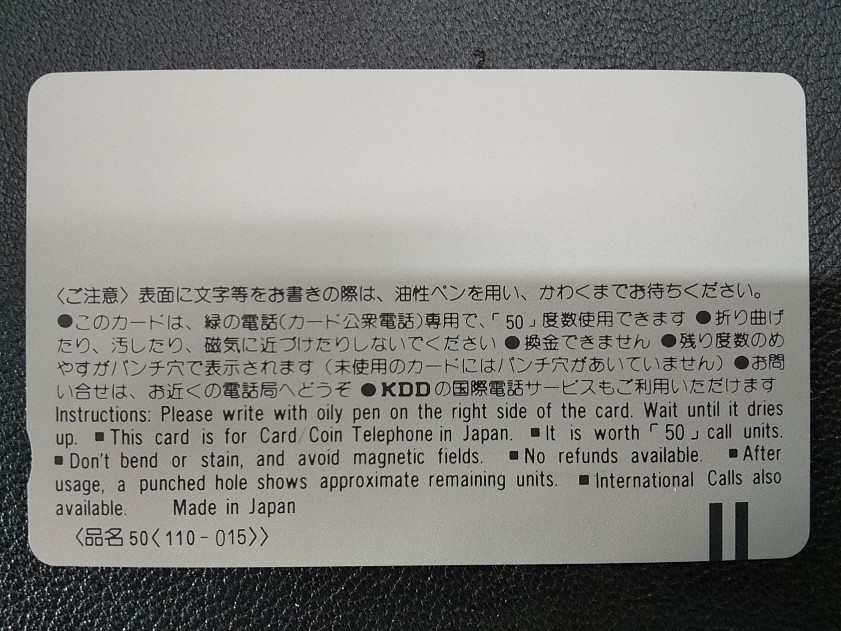 〈ご注意〉表面に文字等をお書きの際は、油性ペンを用い、かわくまでお待ちください。
●このカードは、緑の電話(カード公衆電話)専用で、「50」度数使用できます ●折り曲げ
たり、汚したり、磁気に近づけたりしないでください ●換金できません ●残り度数のめ
やすがパンチ穴で表示されます(未使用のカードにはパンチ穴があいていません) ●お問
い合せは、お近くの電話局へどうぞ ●KDDの国際電話サービスもご利用いただけます
Instructions: Please write with oily pen on the right side of the card. Wait until it dries
up. ■This card is for Card/Coin Telephone in Japan. ■It is worth「50」call units.
■Don't bend or stain, and avoid magnetic fields. ■No refunds available. ■After
usage, a punched hole shows approximate remaining units. ■International Calls also
available. Made in Japan
〈品名50〈110-015〉〉